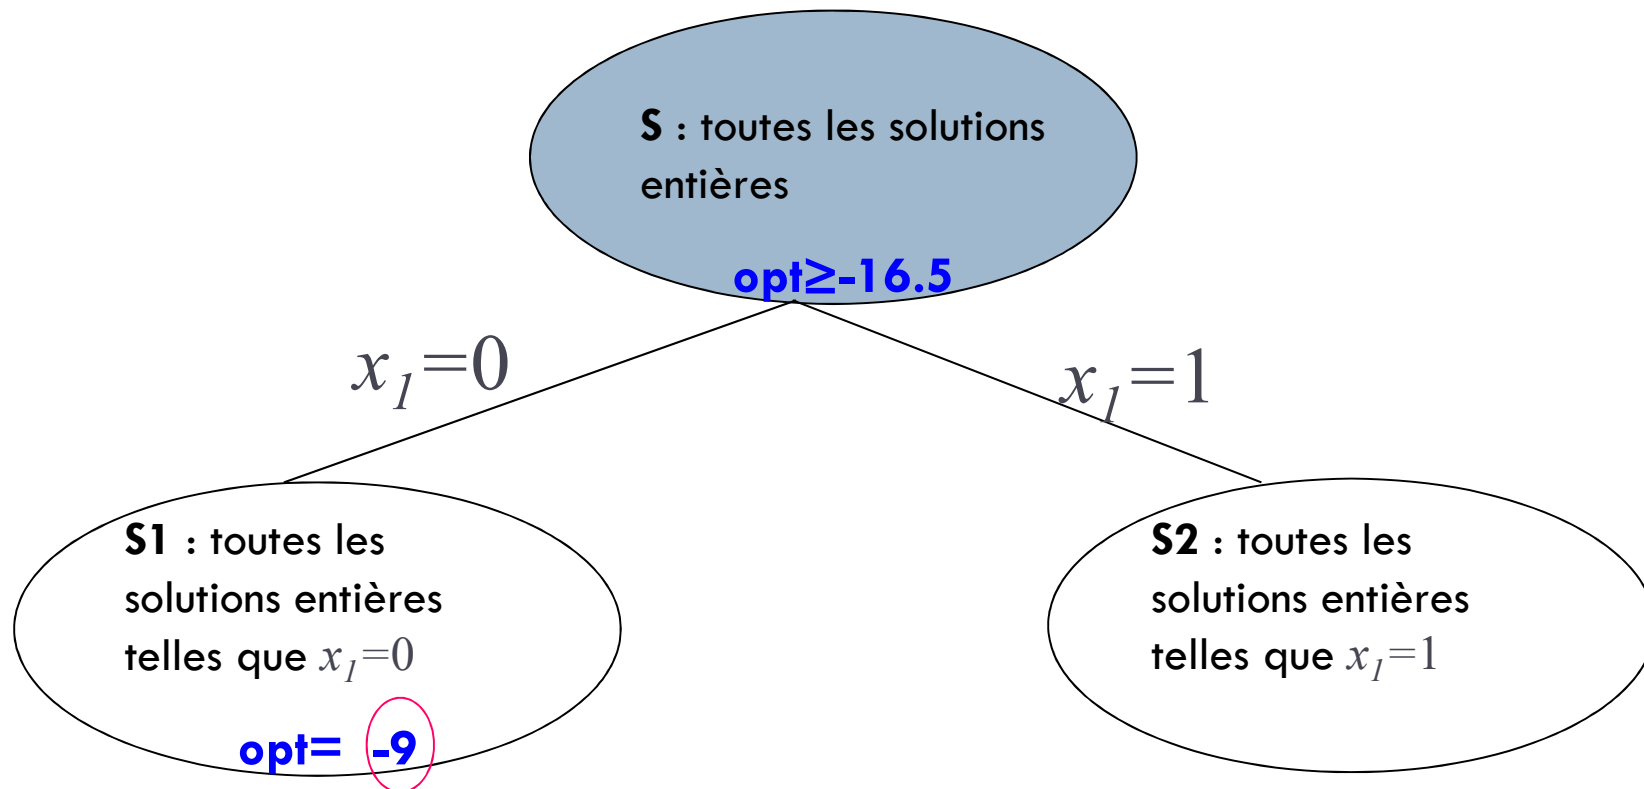 S : toutes les solutions
entières
opt≥-16.5
x1=0
x1=1
S1 : toutes les
solutions entières
telles que x1=0
opt= -9
S2 : toutes les
solutions entières
telles que x1=1